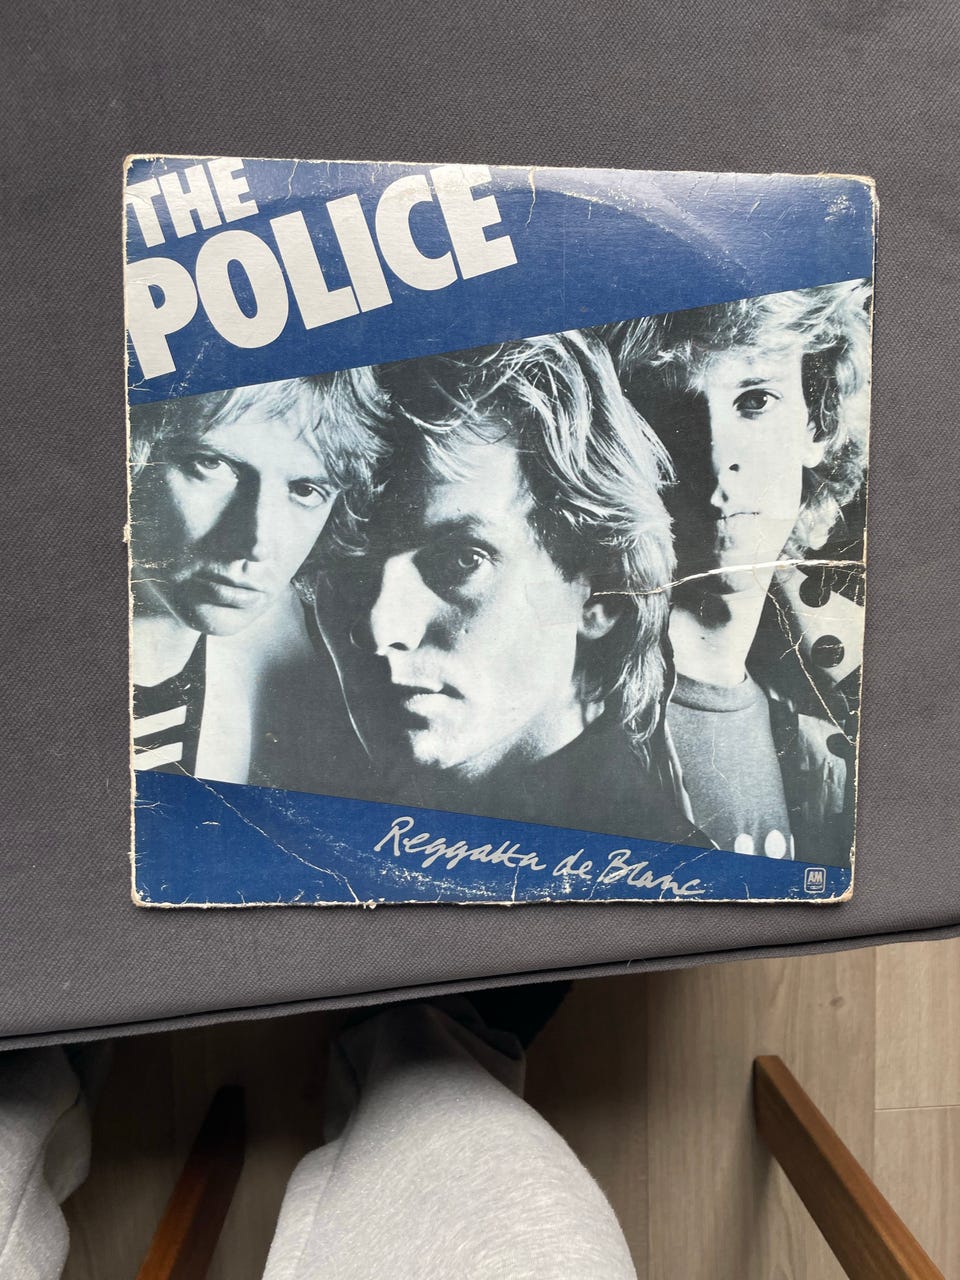 THE
POLICE
Reggatta de Blanc
A&M